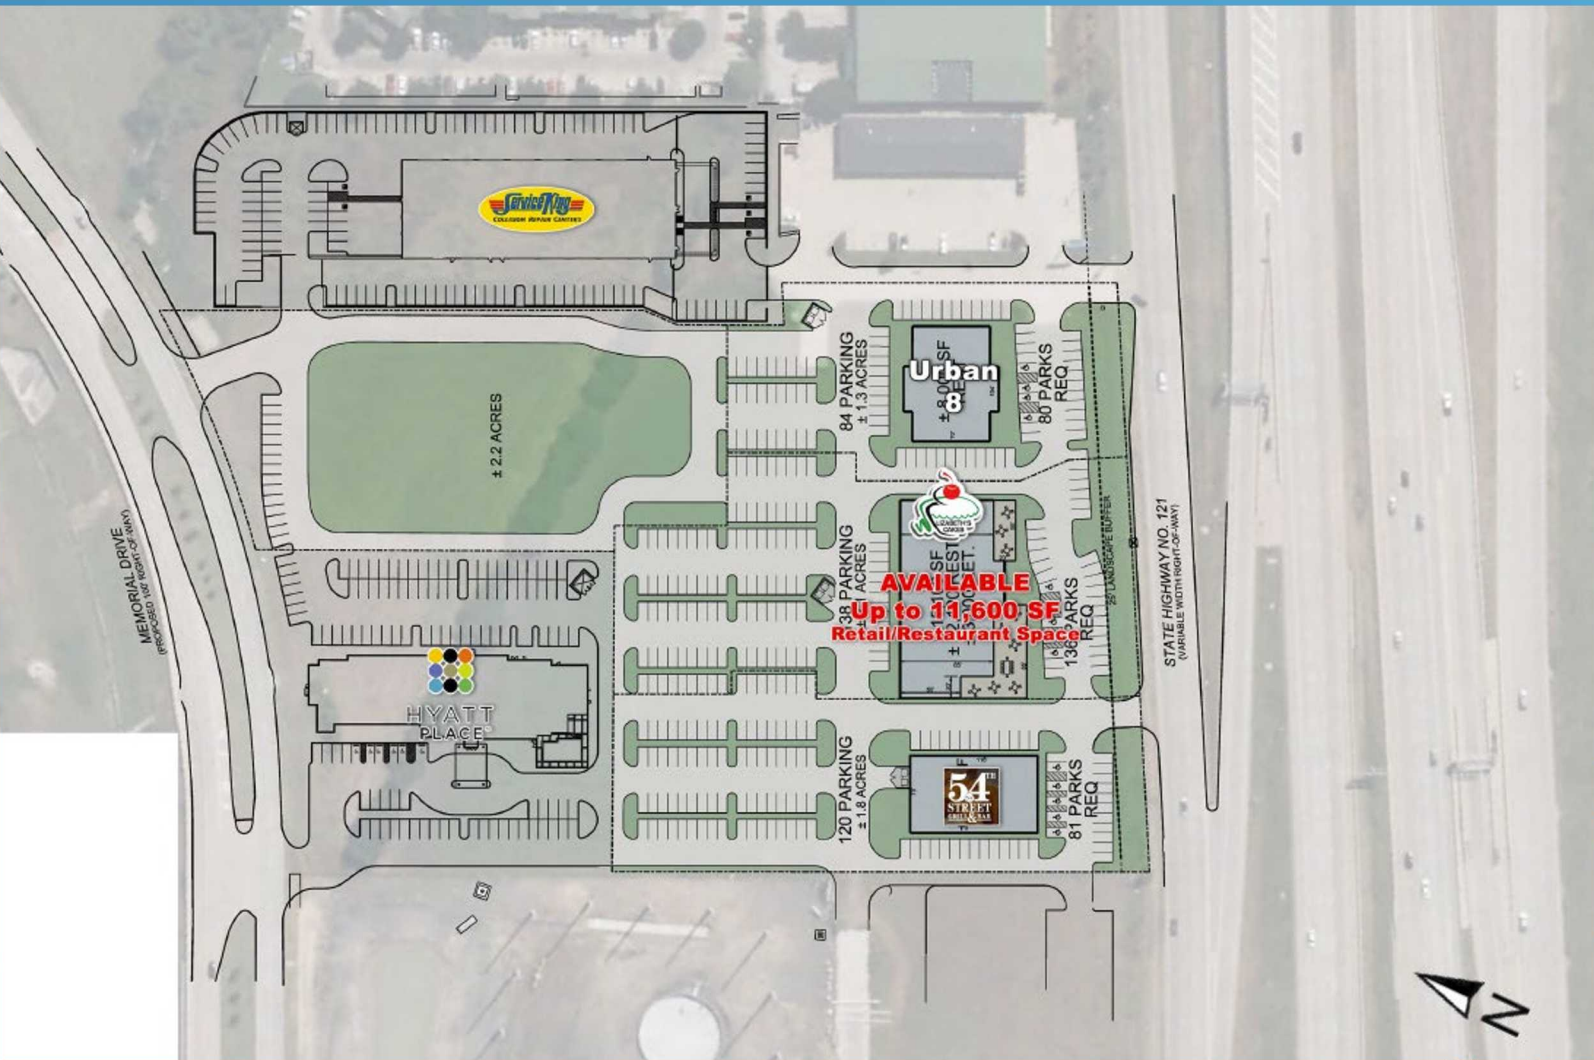 ServiceKing
COLLISION REPAIR CENTERS
84 PARKING
± 1.3 ACRES
Urban
8
80 PARKS
REQ
± 2.2 ACRES
MEMORIAL DRIVE
(PROPOSED 100' RIGHT-OF-WAY)
25' LANDSCAPE BUFFER
STATE HIGHWAY NO. 121
(VARIABLE WIDTH RIGHT-OF-WAY)
38 PARKING
ACRES
AVAILABLE
Up to 11,600 SF
Retail/Restaurant Space
136 PARKS
REQ
HYATT
PLACE
120 PARKING
± 1.8 ACRES
54TH
STREET
GRILL & BAR
81 PARKS
REQ
N